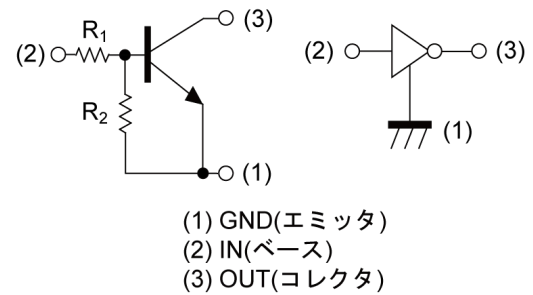 (3)
(2)
R1
R2
(1)
(2)
(3)
(1)
(1) GND(エミッタ)
(2) IN(ベース)
(3) OUT(コレクタ)